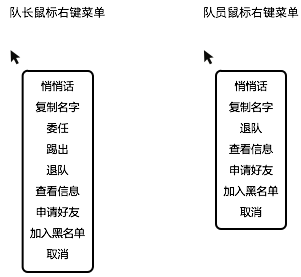 队长鼠标右键菜单
悄悄话
复制名字
委任
踢出
退队
查看信息
申请好友
加入黑名单
取消
队员鼠标右键菜单
悄悄话
复制名字
退队
查看信息
申请好友
加入黑名单
取消